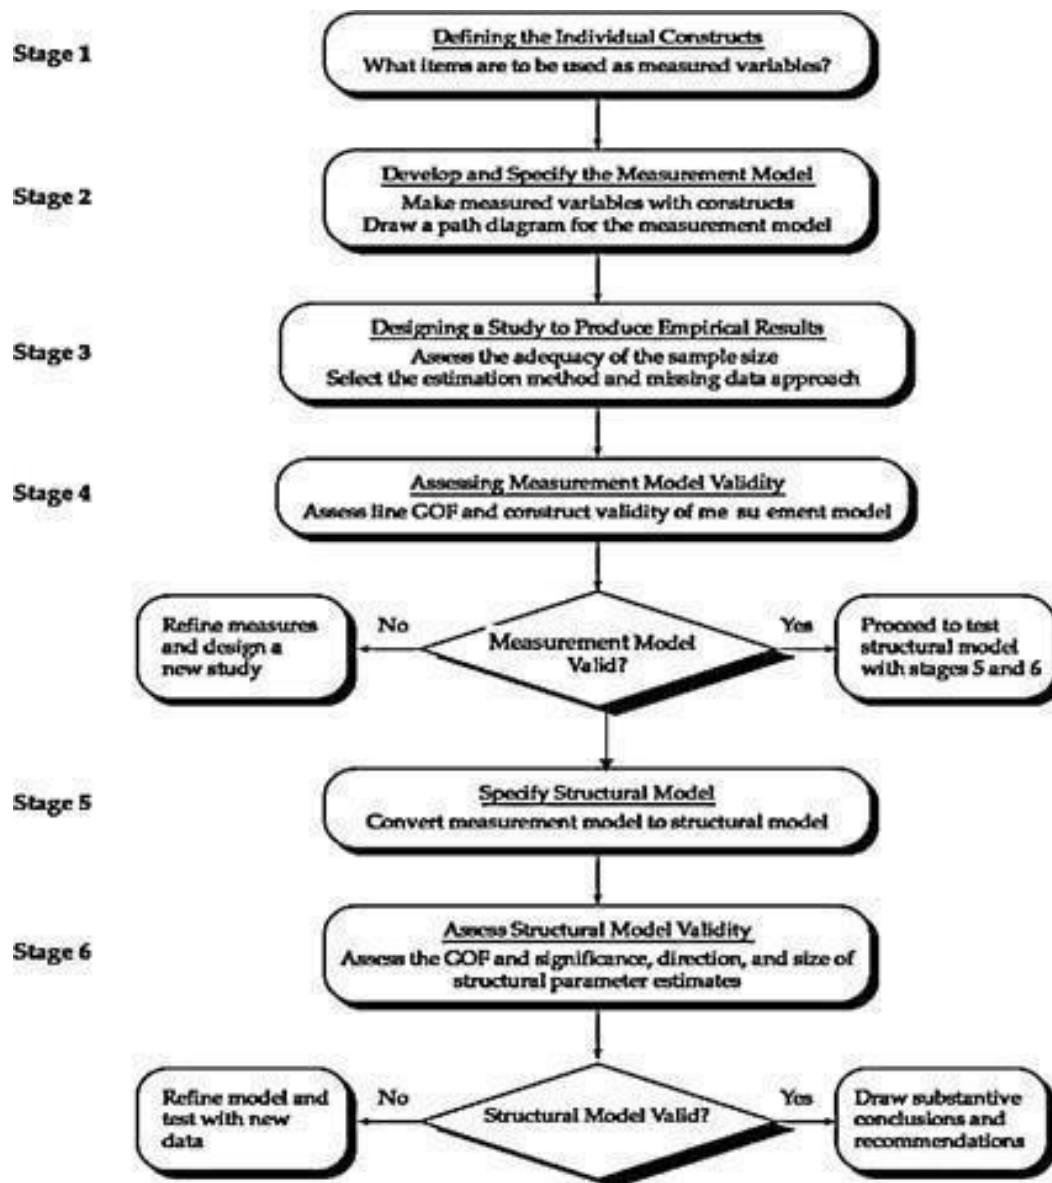 Stage 1
Defining the Individual Constructs
What items are to be used as measured variables?
Stage 2
Develop and Specify the Measurement Model
Make measured variables with constructs
Draw a path diagram for the measurement model
Stage 3
Designing a Study to Produce Empirical Results
Assess the adequacy of the sample size
Select the estimation method and missing data approach
Stage 4
Assessing Measurement Model Validity
Assess line GOF and construct validity of me su ement model
Refine measures
and design a
new study
No
Measurement Model
Valid?
Yes
Proceed to test
structural model
with stages 5 and 6
Stage 5
Specify Structural Model
Convert measurement model to structural model
Stage 6
Assess Structural Model Validity
Assess the GOF and significance, direction, and size of
structural parameter estimates
Refine model and
test with new
data
No
Structural Model Valid?
Yes
Draw substantive
conclusions and
recommendations